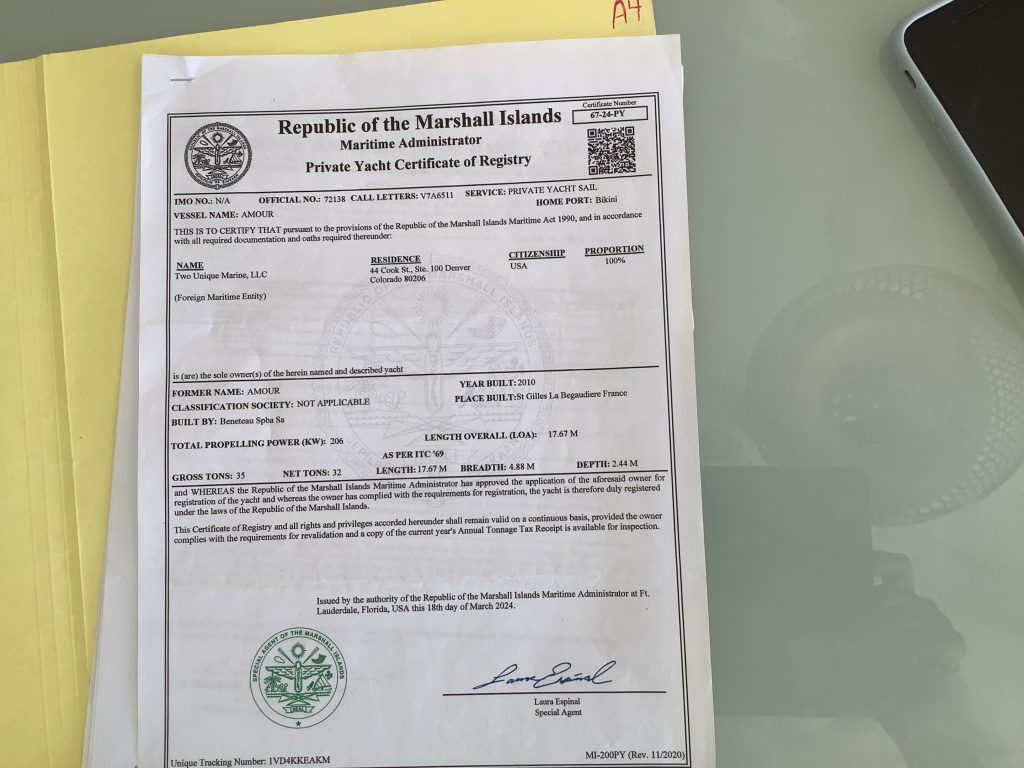 A4
Certificate Number
67-24-PY
Republic of the Marshall Islands
Maritime Administrator
Private Yacht Certificate of Registry
IMO NO.: N/A OFFICIAL NO.: 72138 CALL LETTERS: V7A6511 SERVICE: PRIVATE YACHT SAIL
VESSEL NAME: AMOUR HOME PORT: Bikini
THIS IS TO CERTIFY THAT pursuant to the provisions of the Republic of the Marshall Islands Maritime Act 1990, and in accordance
with all required documentation and oaths required thereunder:
NAME RESIDENCE CITIZENSHIP PROPORTION
Two Unique Marine, LLC 44 Cook St., Ste. 100 Denver USA 100%
Colorado 80206
(Foreign Maritime Entity)
is (are) the sole owner(s) of the herein named and described yacht
FORMER NAME: AMOUR YEAR BUILT: 2010
CLASSIFICATION SOCIETY: NOT APPLICABLE PLACE BUILT:St Gilles La Begaudiere France
BUILT BY: Beneteau Spba Sa
TOTAL PROPELLING POWER (KW): 206 LENGTH OVERALL (LOA): 17.67 M
AS PER ITC '69
GROSS TONS: 35 NET TONS: 32 LENGTH: 17.67 M BREADTH: 4.88 M DEPTH: 2.44 M
and WHEREAS the Republic of the Marshall Islands Maritime Administrator has approved the application of the aforesaid owner for
registration of the yacht and whereas the owner has complied with the requirements for registration, the yacht is therefore duly registered
under the laws of the Republic of the Marshall Islands.
This Certificate of Registry and all rights and privileges accorded hereunder shall remain valid on a continuous basis, provided the owner
complies with the requirements for revalidation and a copy of the current year's Annual Tonnage Tax Receipt is available for inspection.
Issued by the authority of the Republic of the Marshall Islands Maritime Administrator at Ft.
Lauderdale, Florida, USA this 18th day of March 2024.
SPECIAL AGENT OF THE MARSHALL ISLANDS
SEAL
Laura Espinal
Laura Espinal
Special Agent
Unique Tracking Number: 1VD4KKEAKM MI-200PY (Rev. 11/2020)